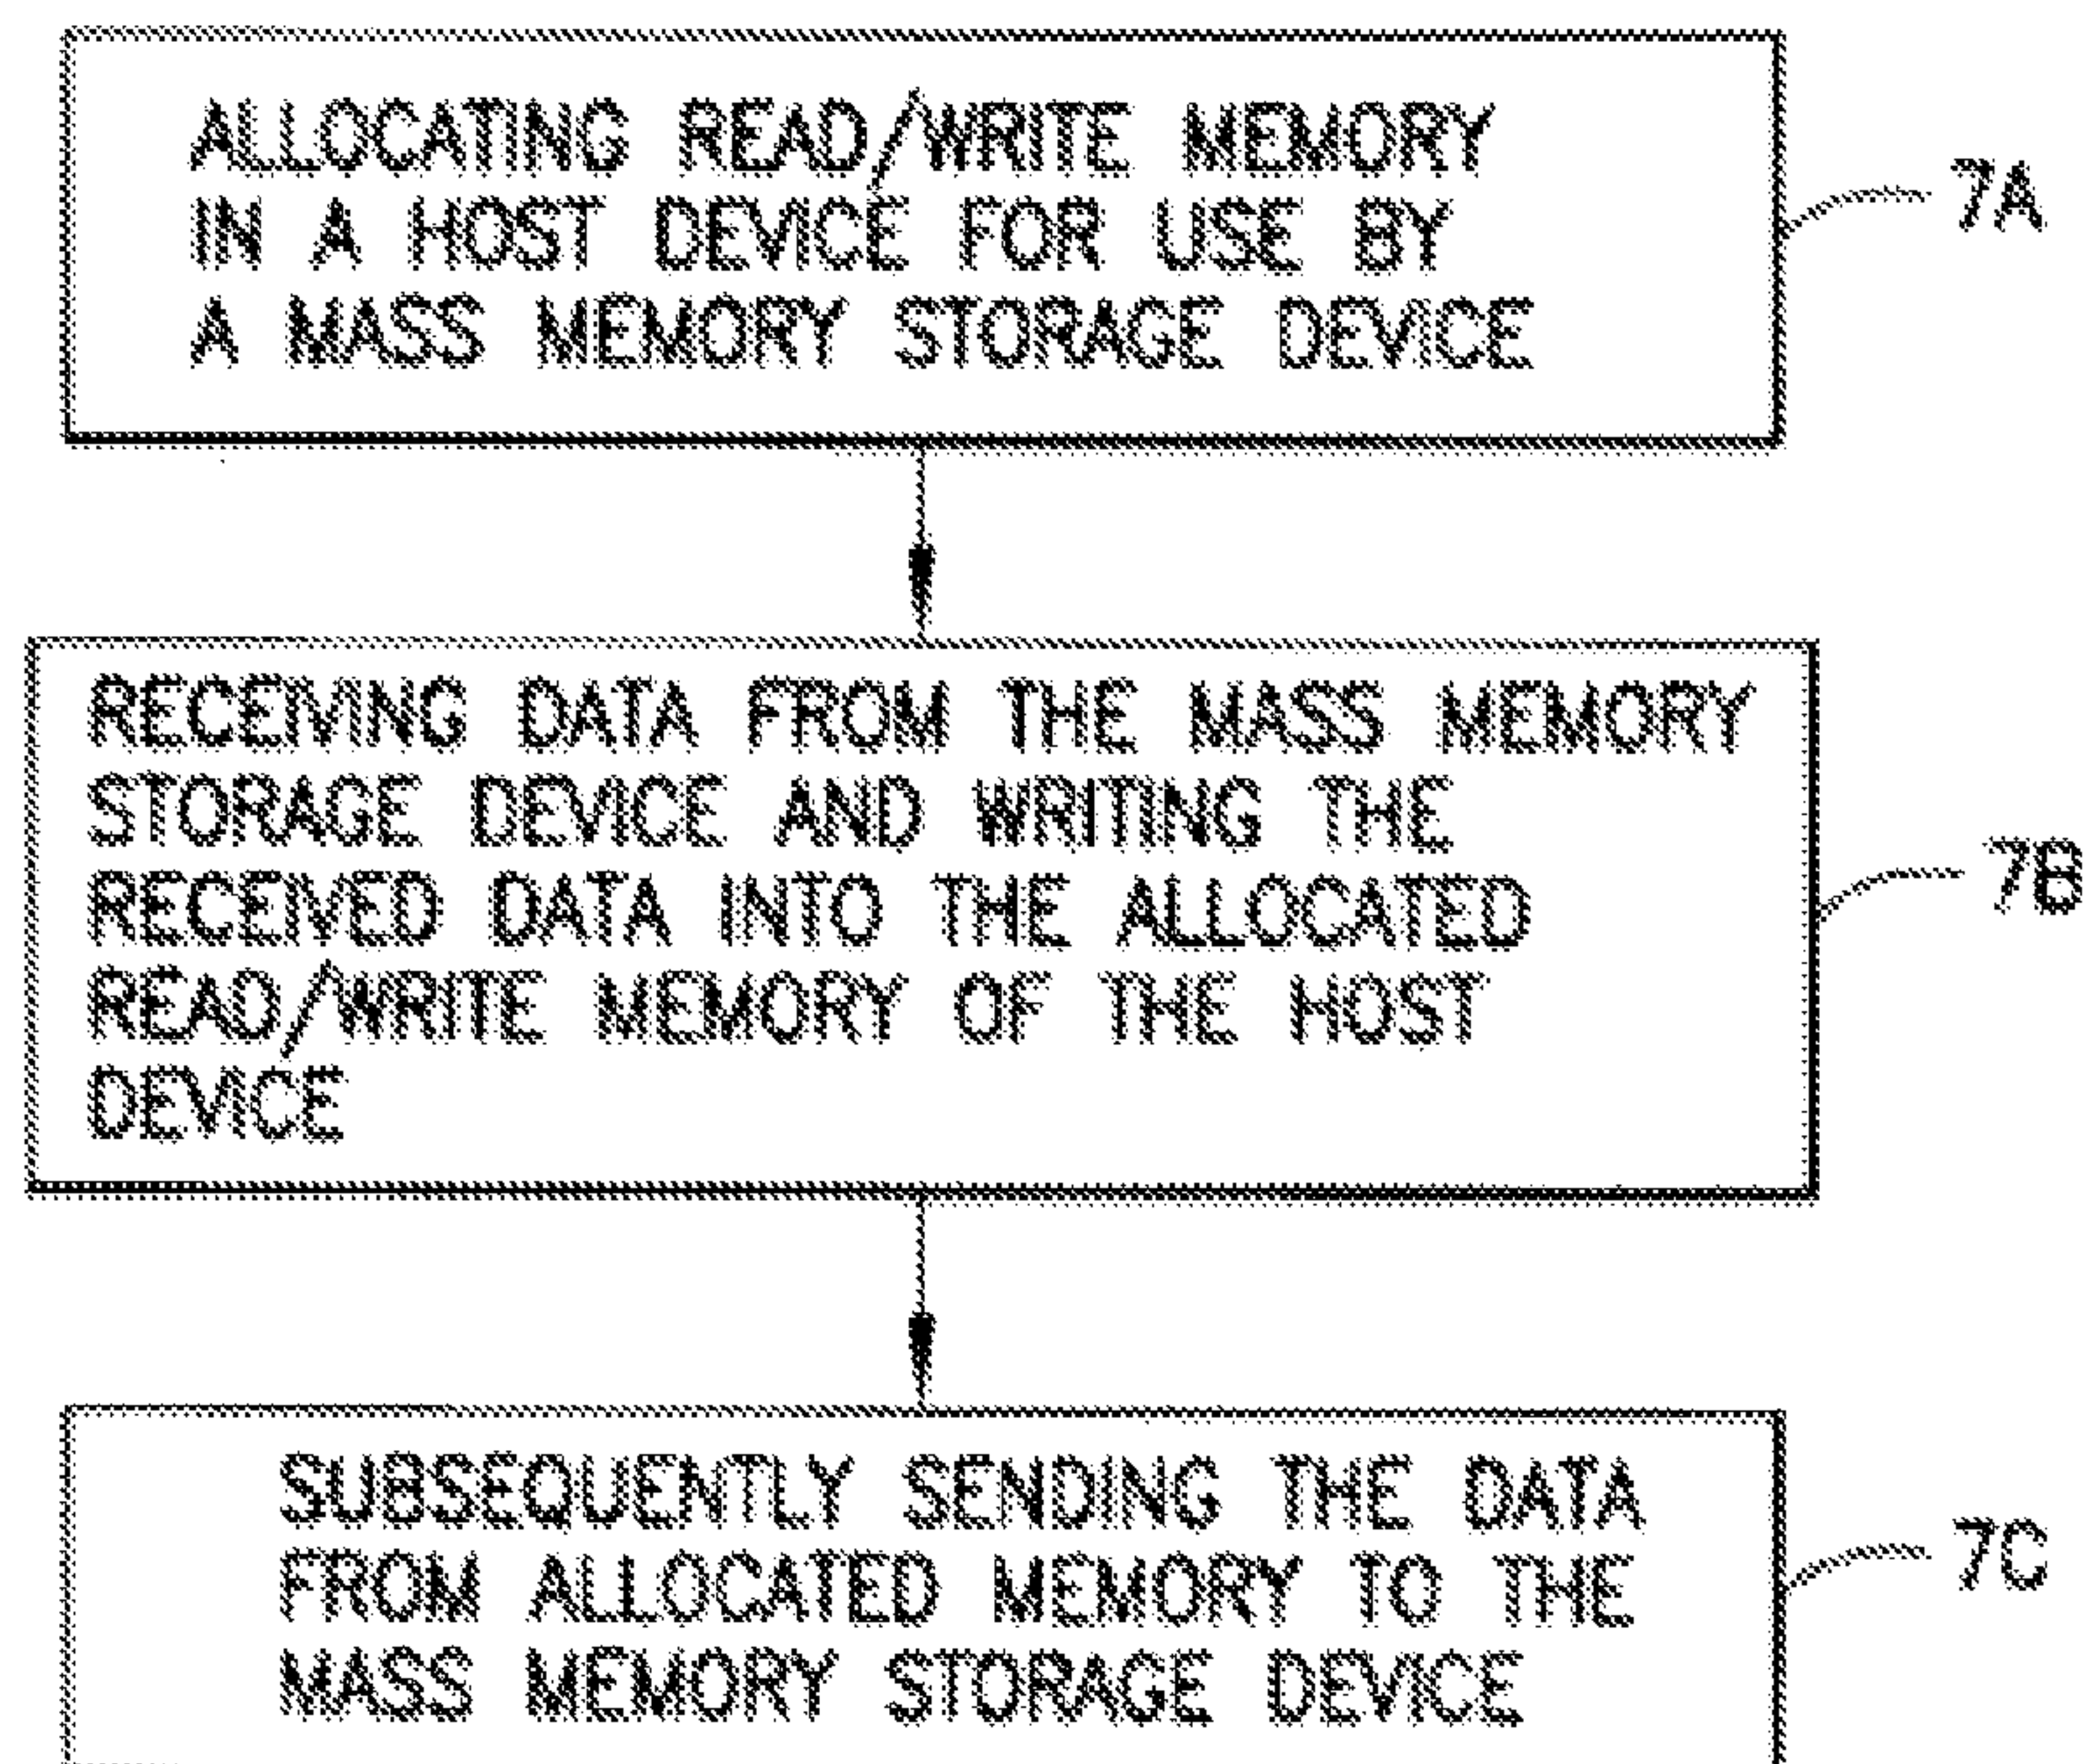 ALLOCATING READ/WRITE MEMORY
IN A HOST DEVICE FOR USE BY
A MASS MEMORY STORAGE DEVICE
7A
RECEIVING DATA FROM THE MASS MEMORY
STORAGE DEVICE AND WRITING THE
RECEIVED DATA INTO THE ALLOCATED
READ/WRITE MEMORY OF THE HOST
DEVICE
7B
SUBSEQUENTLY SENDING THE DATA
FROM ALLOCATED MEMORY TO THE
MASS MEMORY STORAGE DEVICE
7C